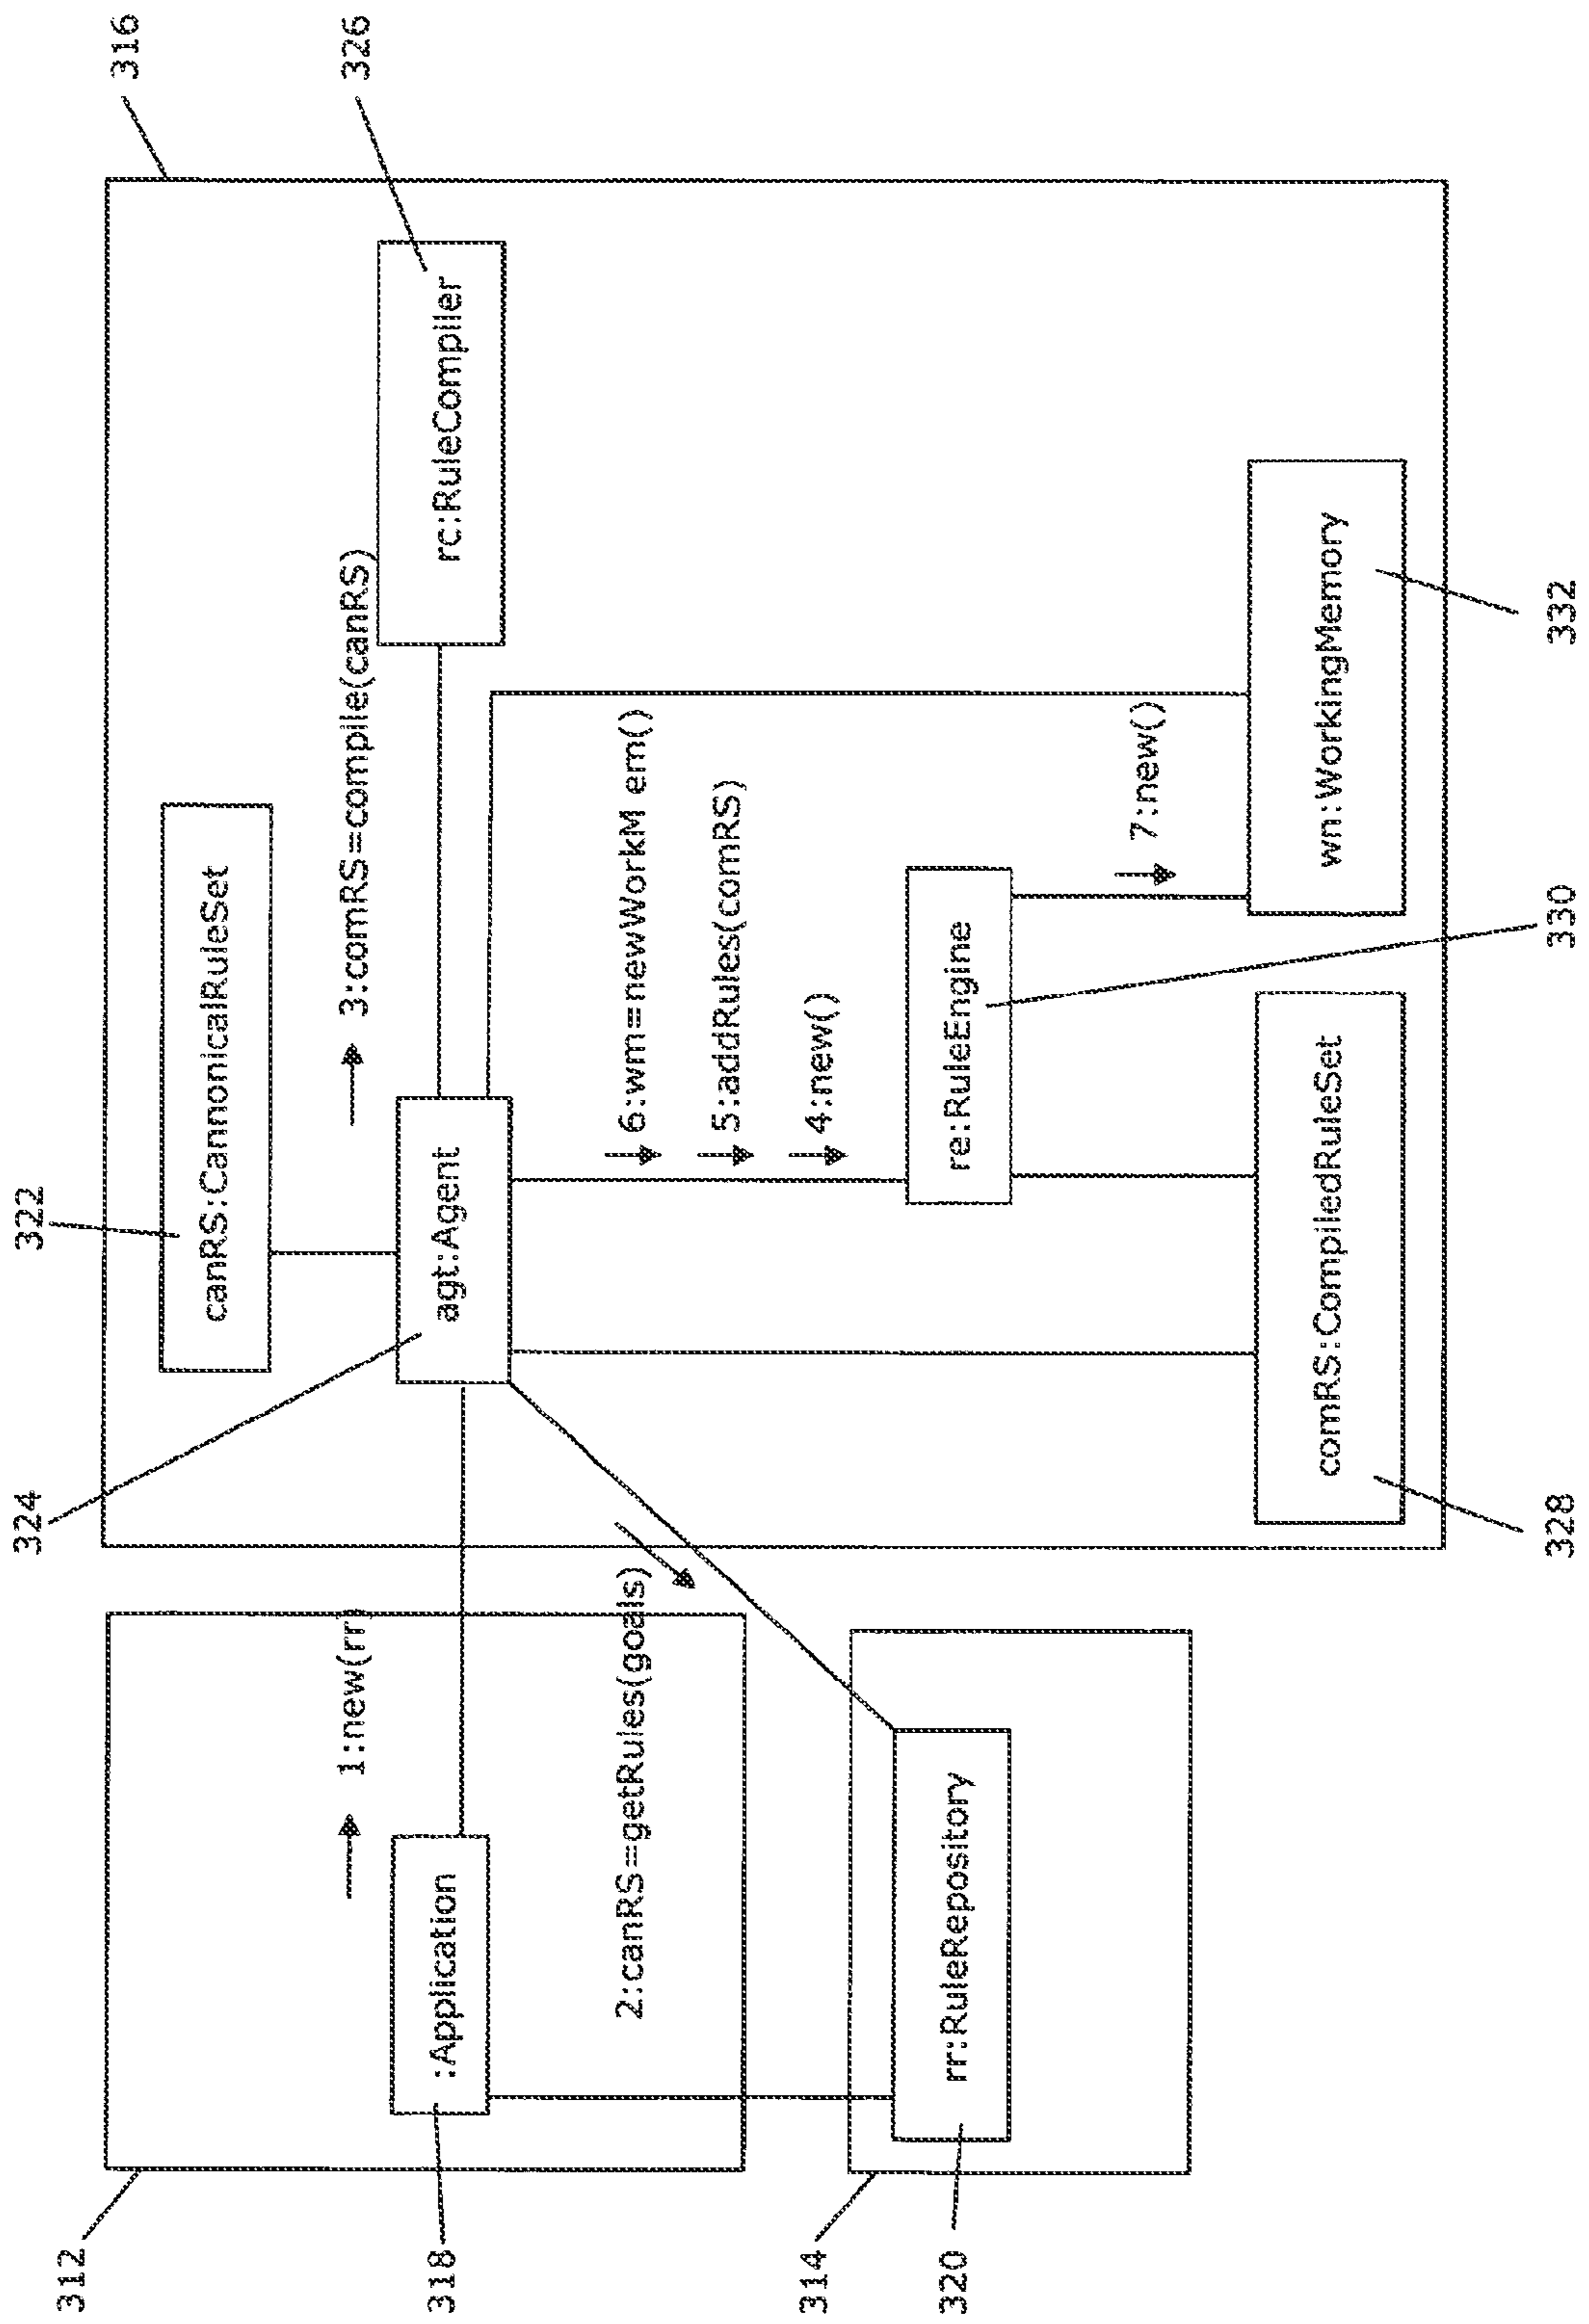 316
326
322
canRS:CannonicalRuleSet
324
3:comRS=compile(canRS)
rc:RuleCompiler
agt:Agent
312
1:new(rr)
318
:Application
6:wm=newWorkM em()
2:canRS=getRules(goals)
5:addRules(comRS)
4:new()
314
320
rr:RuleRepository
re:RuleEngine
7:new()
comRS:CompiledRuleSet
wn:WorkingMemory
328
330
332